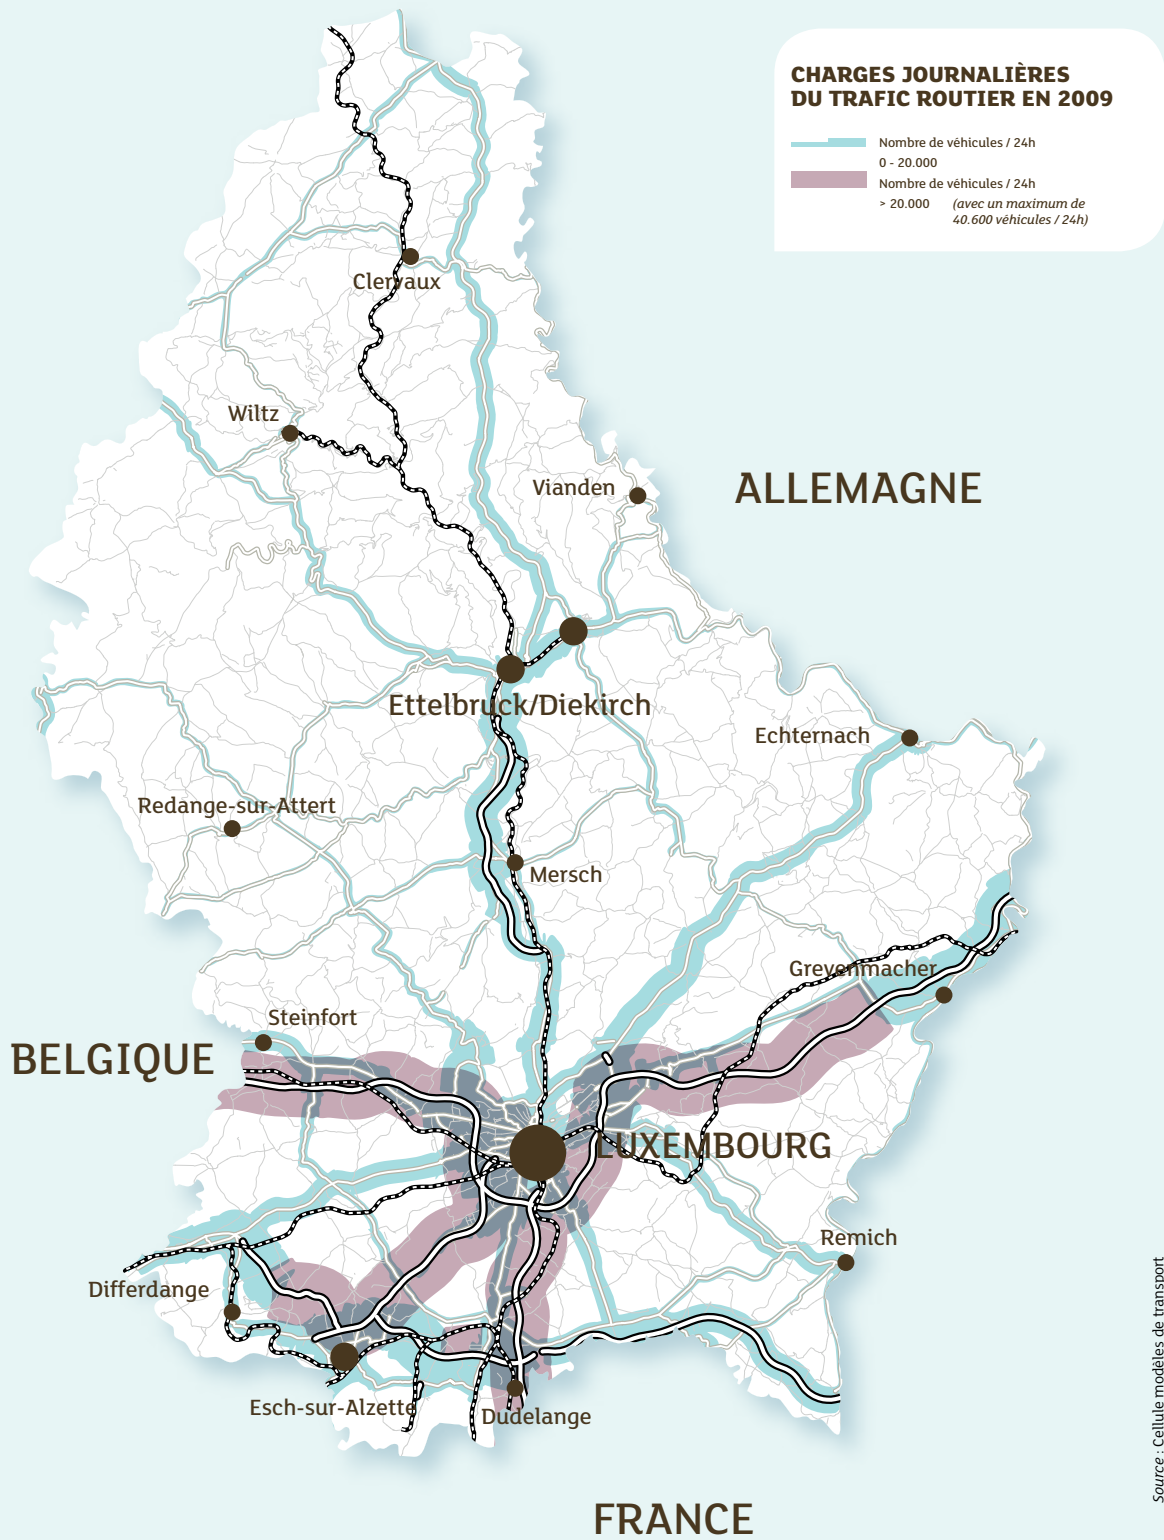 CHARGES JOURNALIÈRES
DU TRAFIC ROUTIER EN 2009
Nombre de véhicules / 24h
0 - 20.000
Nombre de véhicules / 24h
> 20.000 (avec un maximum de
40.600 véhicules / 24h)
Clervaux
Wiltz
Vianden
ALLEMAGNE
Ettelbruck/Diekirch
Echternach
Redange-sur-Attert
Mersch
Grevenmacher
Steinfort
BELGIQUE
LUXEMBOURG
Remich
Differdange
Esch-sur-Alzette
Dudelange
FRANCE
Source : Cellule modèles de transport